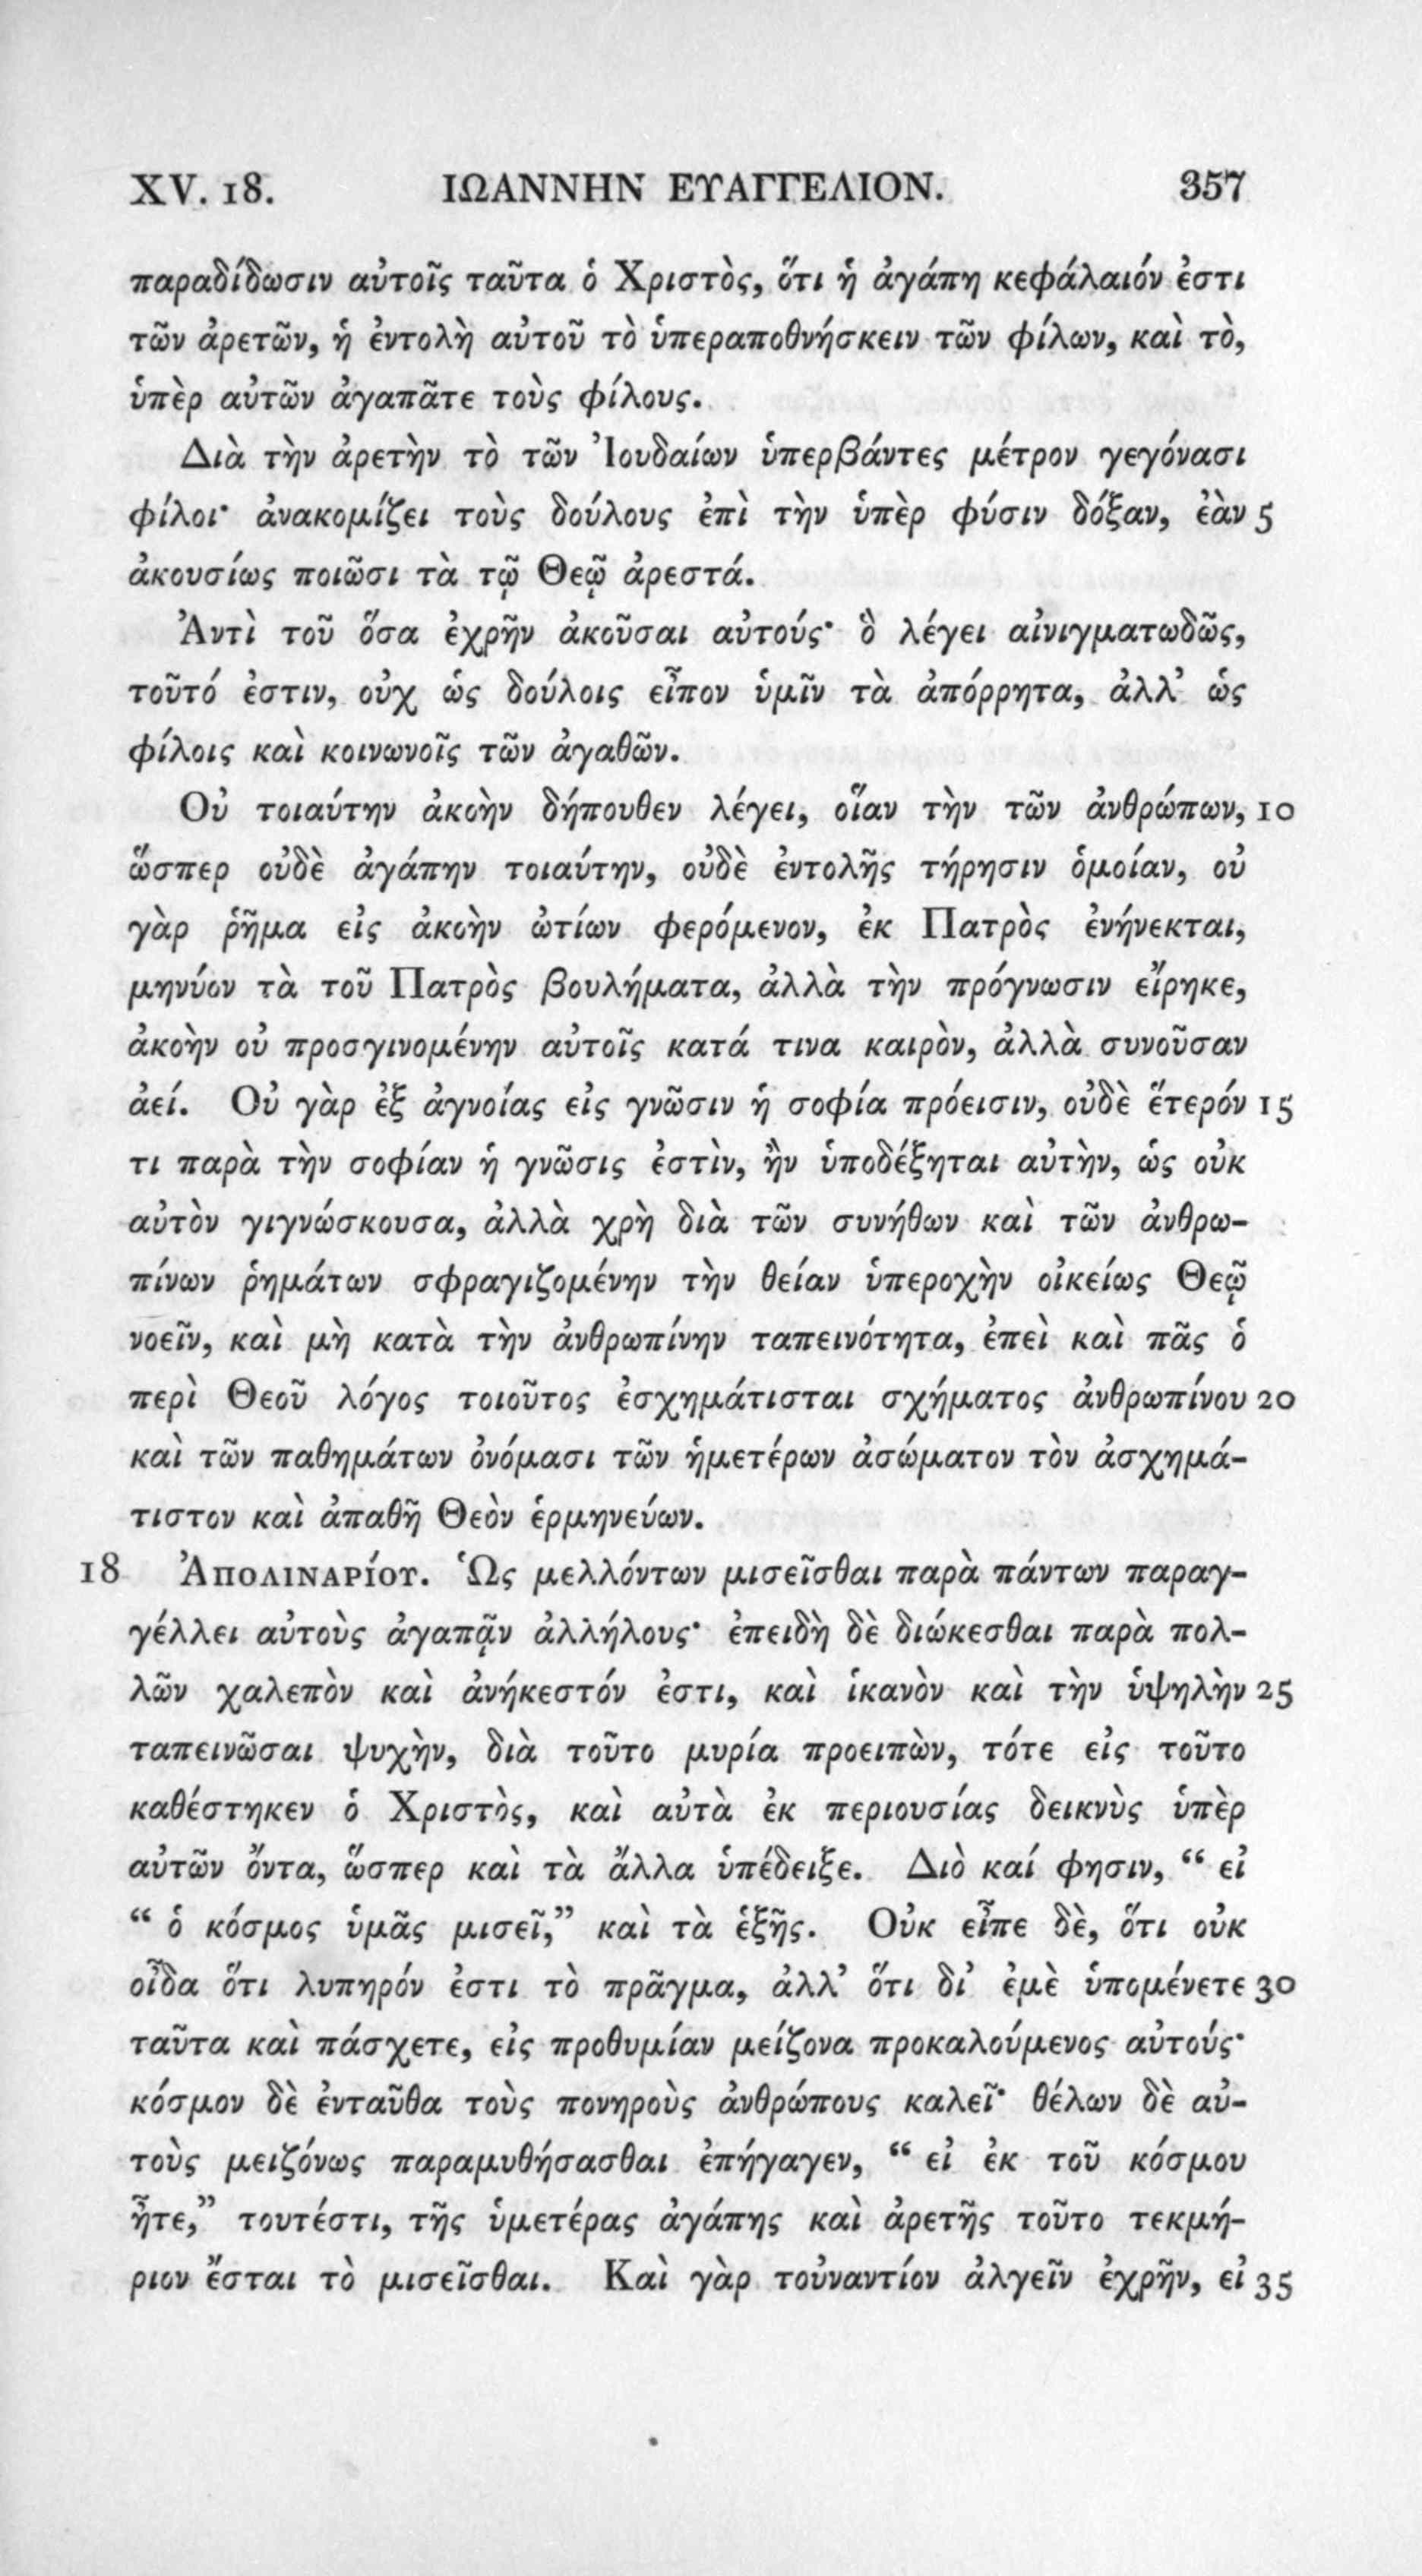 XV. 18. ΙΩΑΝΝΗΝ ΕΥΑΓΓΕΛΙΟΝ. 357
παραδίδωσιν αὐτοῖς ταῦτα ὁ Χριστὸς, ὅτι ἡ ἀγάπη κεφάλαιόν ἐστι
τῶν ἀρετῶν, ἡ ἐντολὴ αὐτοῦ τὸ ὑπεραποθνήσκειν τῶν φίλων, καὶ τὸ,
ὑπὲρ αὐτῶν ἀγαπᾶτε τοὺς φίλους.
Διὰ τὴν ἀρετὴν τὸ τῶν Ἰουδαίων ὑπερβάντες μέτρον γεγόνασι
φίλοι· ἀνακομίζει τοὺς δούλους ἐπὶ τὴν ὑπὲρ φύσιν δόξαν, ἐὰν 5
ἀκουσίως ποιῶσι τὰ τῷ Θεῷ ἀρεστά.
Ἀντὶ τοῦ ὅσα ἐχρῆν ἀκοῦσαι αὐτούς· ὃ λέγει αἰνιγματωδῶς,
τοῦτό ἐστιν, οὐχ ὡς δούλοις εἶπον ὑμῖν τὰ ἀπόρρητα, ἀλλ’ ὡς
φίλοις καὶ κοινωνοῖς τῶν ἀγαθῶν.
Οὐ τοιαύτην ἀκοὴν δήπουθεν λέγει, οἵαν τὴν τῶν ἀνθρώπων, 10
ὥσπερ οὐδὲ ἀγάπην τοιαύτην, οὐδὲ ἐντολῆς τήρησιν ὁμοίαν, οὐ
γὰρ ῥῆμα εἰς ἀκοὴν ὠτίων φερόμενον, ἐκ Πατρὸς ἐνήνεκται,
μηνύον τὰ τοῦ Πατρὸς βουλήματα, ἀλλὰ τὴν πρόγνωσιν εἴρηκε,
ἀκοὴν οὐ προσγινομένην αὐτοῖς κατά τινα καιρὸν, ἀλλὰ συνοῦσαν
ἀεί. Οὐ γὰρ ἐξ ἀγνοίας εἰς γνῶσιν ἡ σοφία πρόεισιν, οὐδὲ ἕτερόν 15
τι παρὰ τὴν σοφίαν ἡ γνῶσις ἐστὶν, ἣν ὑποδέξηται αὐτὴν, ὡς οὐκ
αὐτὸν γιγνώσκουσα, ἀλλὰ χρὴ διὰ τῶν συνήθων καὶ τῶν ἀνθρω-
πίνων ῥημάτων σφραγιζομένην τὴν θείαν ὑπεροχὴν οἰκείως Θεῷ
νοεῖν, καὶ μὴ κατὰ τὴν ἀνθρωπίνην ταπεινότητα, ἐπεὶ καὶ πᾶς ὁ
περὶ Θεοῦ λόγος τοιοῦτος ἐσχημάτισται σχήματος ἀνθρωπίνου 20
καὶ τῶν παθημάτων ὀνόμασι τῶν ἡμετέρων ἀσώματον τὸν ἀσχημά-
τιστον καὶ ἀπαθῆ Θεὸν ἑρμηνεύων.
18 ἈΠΟΛΙΝΑΡΊΟΥ. Ὡς μελλόντων μισεῖσθαι παρὰ πάντων παραγ-
γέλλει αὐτοὺς ἀγαπᾷν ἀλλήλους· ἐπειδὴ δὲ διώκεσθαι παρὰ πολ-
λῶν χαλεπὸν καὶ ἀνήκεστόν ἐστι, καὶ ἱκανὸν καὶ τὴν ὑψηλὴν 25
ταπεινῶσαι ψυχὴν, διὰ τοῦτο μυρία προειπὼν, τότε εἰς τοῦτο
καθέστηκεν ὁ Χριστὸς, καὶ αὐτὰ ἐκ περιουσίας δεικνὺς ὑπὲρ
αὐτῶν ὄντα, ὥσπερ καὶ τὰ ἄλλα ὑπέδειξε. Διὸ καί φησιν, “ εἰ
“ ὁ κόσμος ὑμᾶς μισεῖ,” καὶ τὰ ἑξῆς. Οὐκ εἶπε δὲ, ὅτι οὐκ
οἶδα ὅτι λυπηρόν ἐστι τὸ πρᾶγμα, ἀλλ’ ὅτι δι’ ἐμὲ ὑπομένετε 30
ταῦτα καὶ πάσχετε, εἰς προθυμίαν μείζονα προκαλούμενος αὐτούς·
κόσμον δὲ ἐνταῦθα τοὺς πονηροὺς ἀνθρώπους καλεῖ· θέλων δὲ αὐ-
τοὺς μειζόνως παραμυθήσασθαι ἐπήγαγεν, “ εἰ ἐκ τοῦ κόσμου
ἦτε,” τουτέστι, τῆς ὑμετέρας ἀγάπης καὶ ἀρετῆς τοῦτο τεκμή-
ριον ἔσται τὸ μισεῖσθαι. Καὶ γὰρ τοὐναντίον ἀλγεῖν ἐχρῆν, εἰ 35